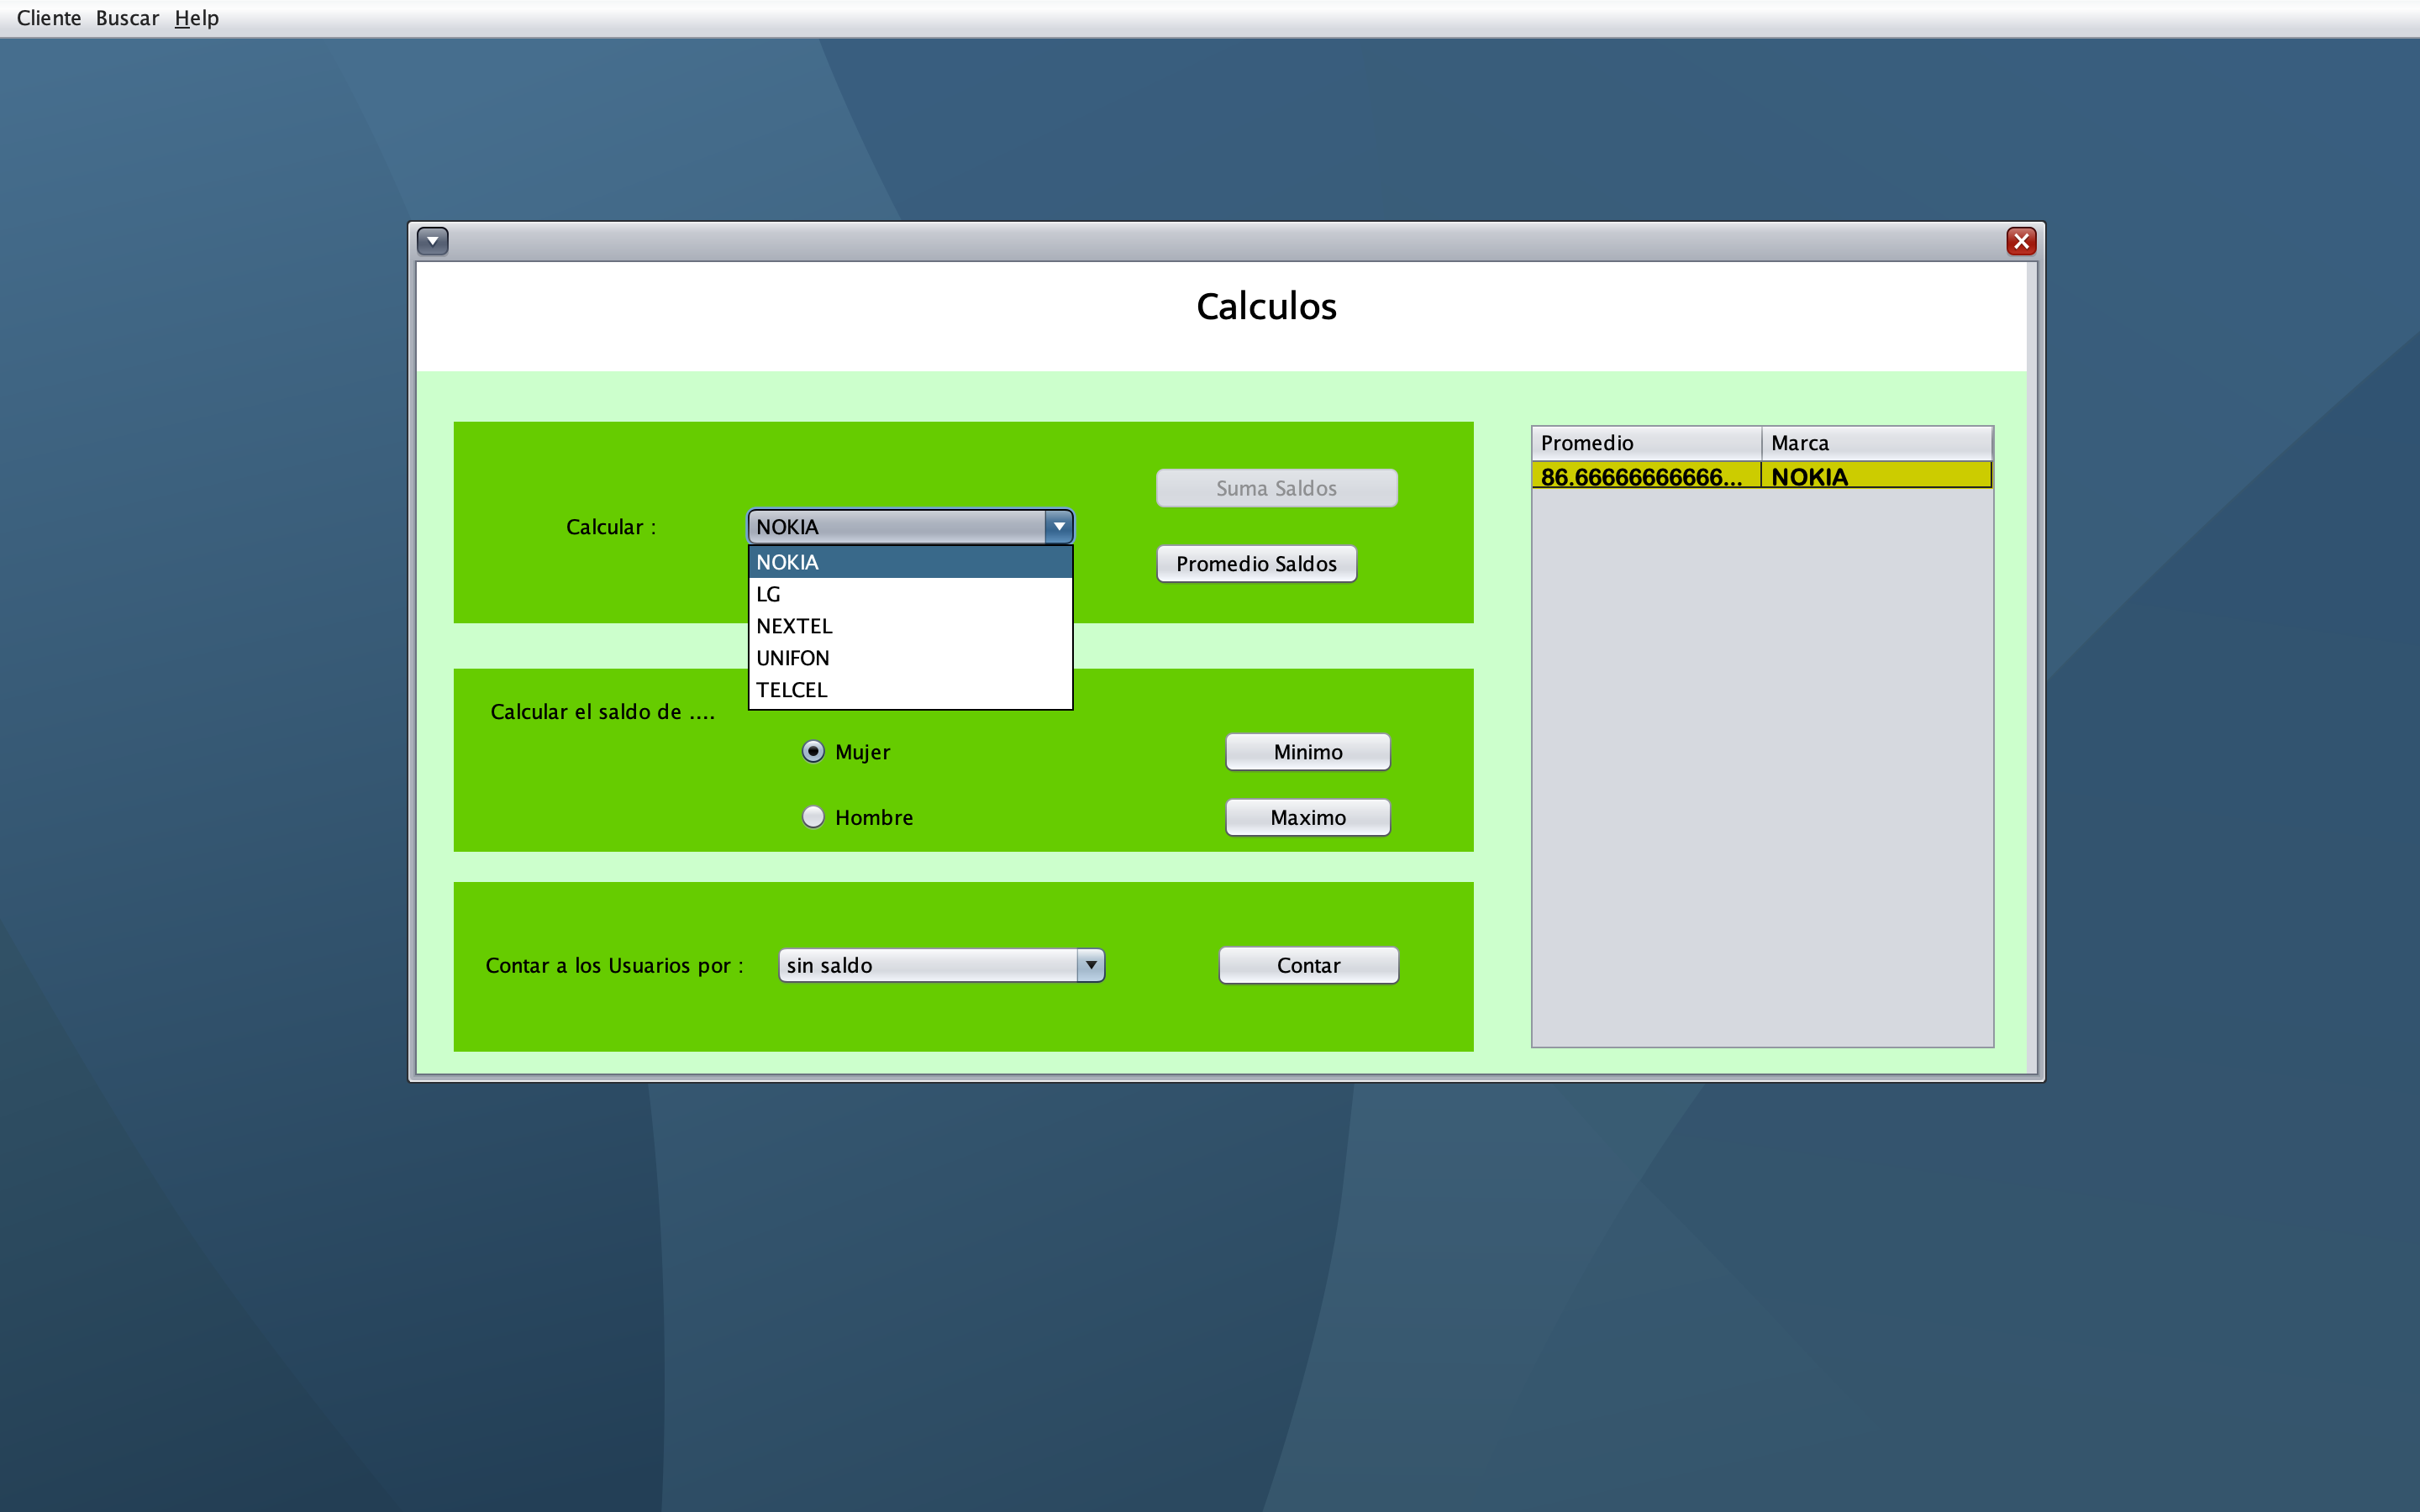 Cliente Buscar Help
Calculos
Calcular :
NOKIA
NOKIA
LG
NEXTEL
UNIFON
TELCEL
Suma Saldos
Promedio Saldos
Calcular el saldo de ....
Mujer
Hombre
Minimo
Maximo
Contar a los Usuarios por :
sin saldo
Contar
Promedio Marca
86.66666666666... NOKIA